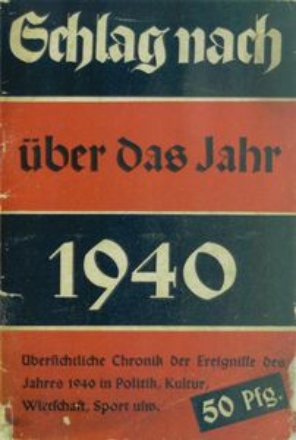 Schlag nach
über das Jahr
1940
Übersichtliche Chronik der Ereignisse des
Jahres 1940 in Politik, Kultur,
Wirtschaft, Sport usw.
50 Pfg.